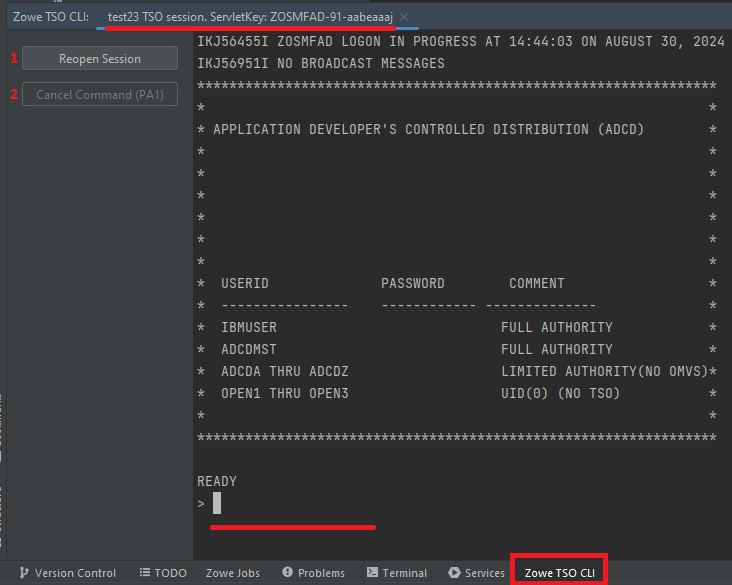 Zowe TSO CLI: test23 TSO session. ServletKey: ZOSMFAD-91-aabeaaaj ×
1 Reopen Session
2 Cancel Command (PA1)
IKJ56455I ZOSMFAD LOGON IN PROGRESS AT 14:44:03 ON AUGUST 30, 2024
IKJ56951I NO BROADCAST MESSAGES
*****************************************************************
* *
* APPLICATION DEVELOPER'S CONTROLLED DISTRIBUTION (ADCD) *
* *
* *
* *
* *
* *
* *
* USERID PASSWORD COMMENT *
* ---------------- ------------ -------------- *
* IBMUSER FULL AUTHORITY *
* ADCDMST FULL AUTHORITY *
* ADCDA THRU ADCDZ LIMITED AUTHORITY(NO OMVS)*
* OPEN1 THRU OPEN3 UID(0) (NO TSO) *
* *
*****************************************************************
READY
>
Version Control TODO Zowe Jobs Problems Terminal Services Zowe TSO CLI